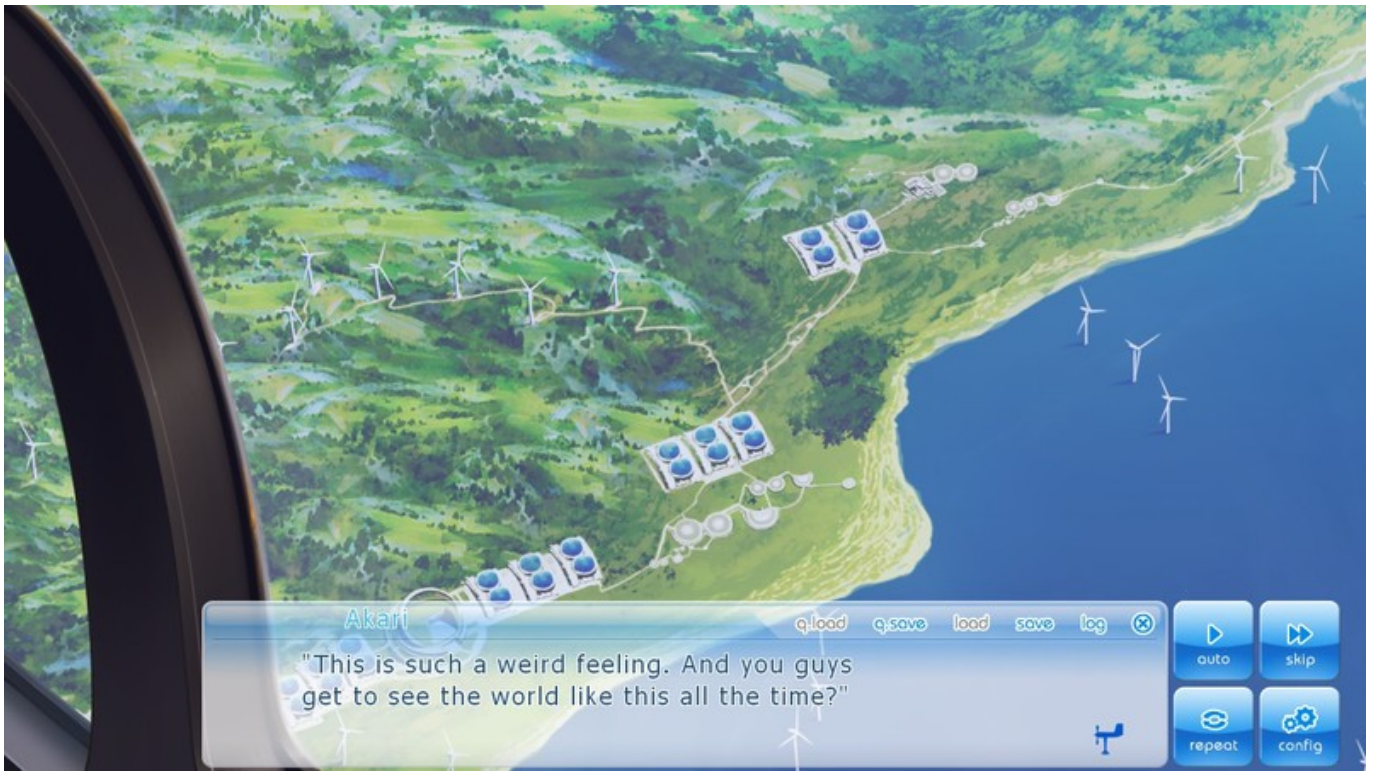 Akari
q.load q.save load save log
"This is such a weird feeling. And you guys
get to see the world like this all the time?"
auto
skip
repeat
config